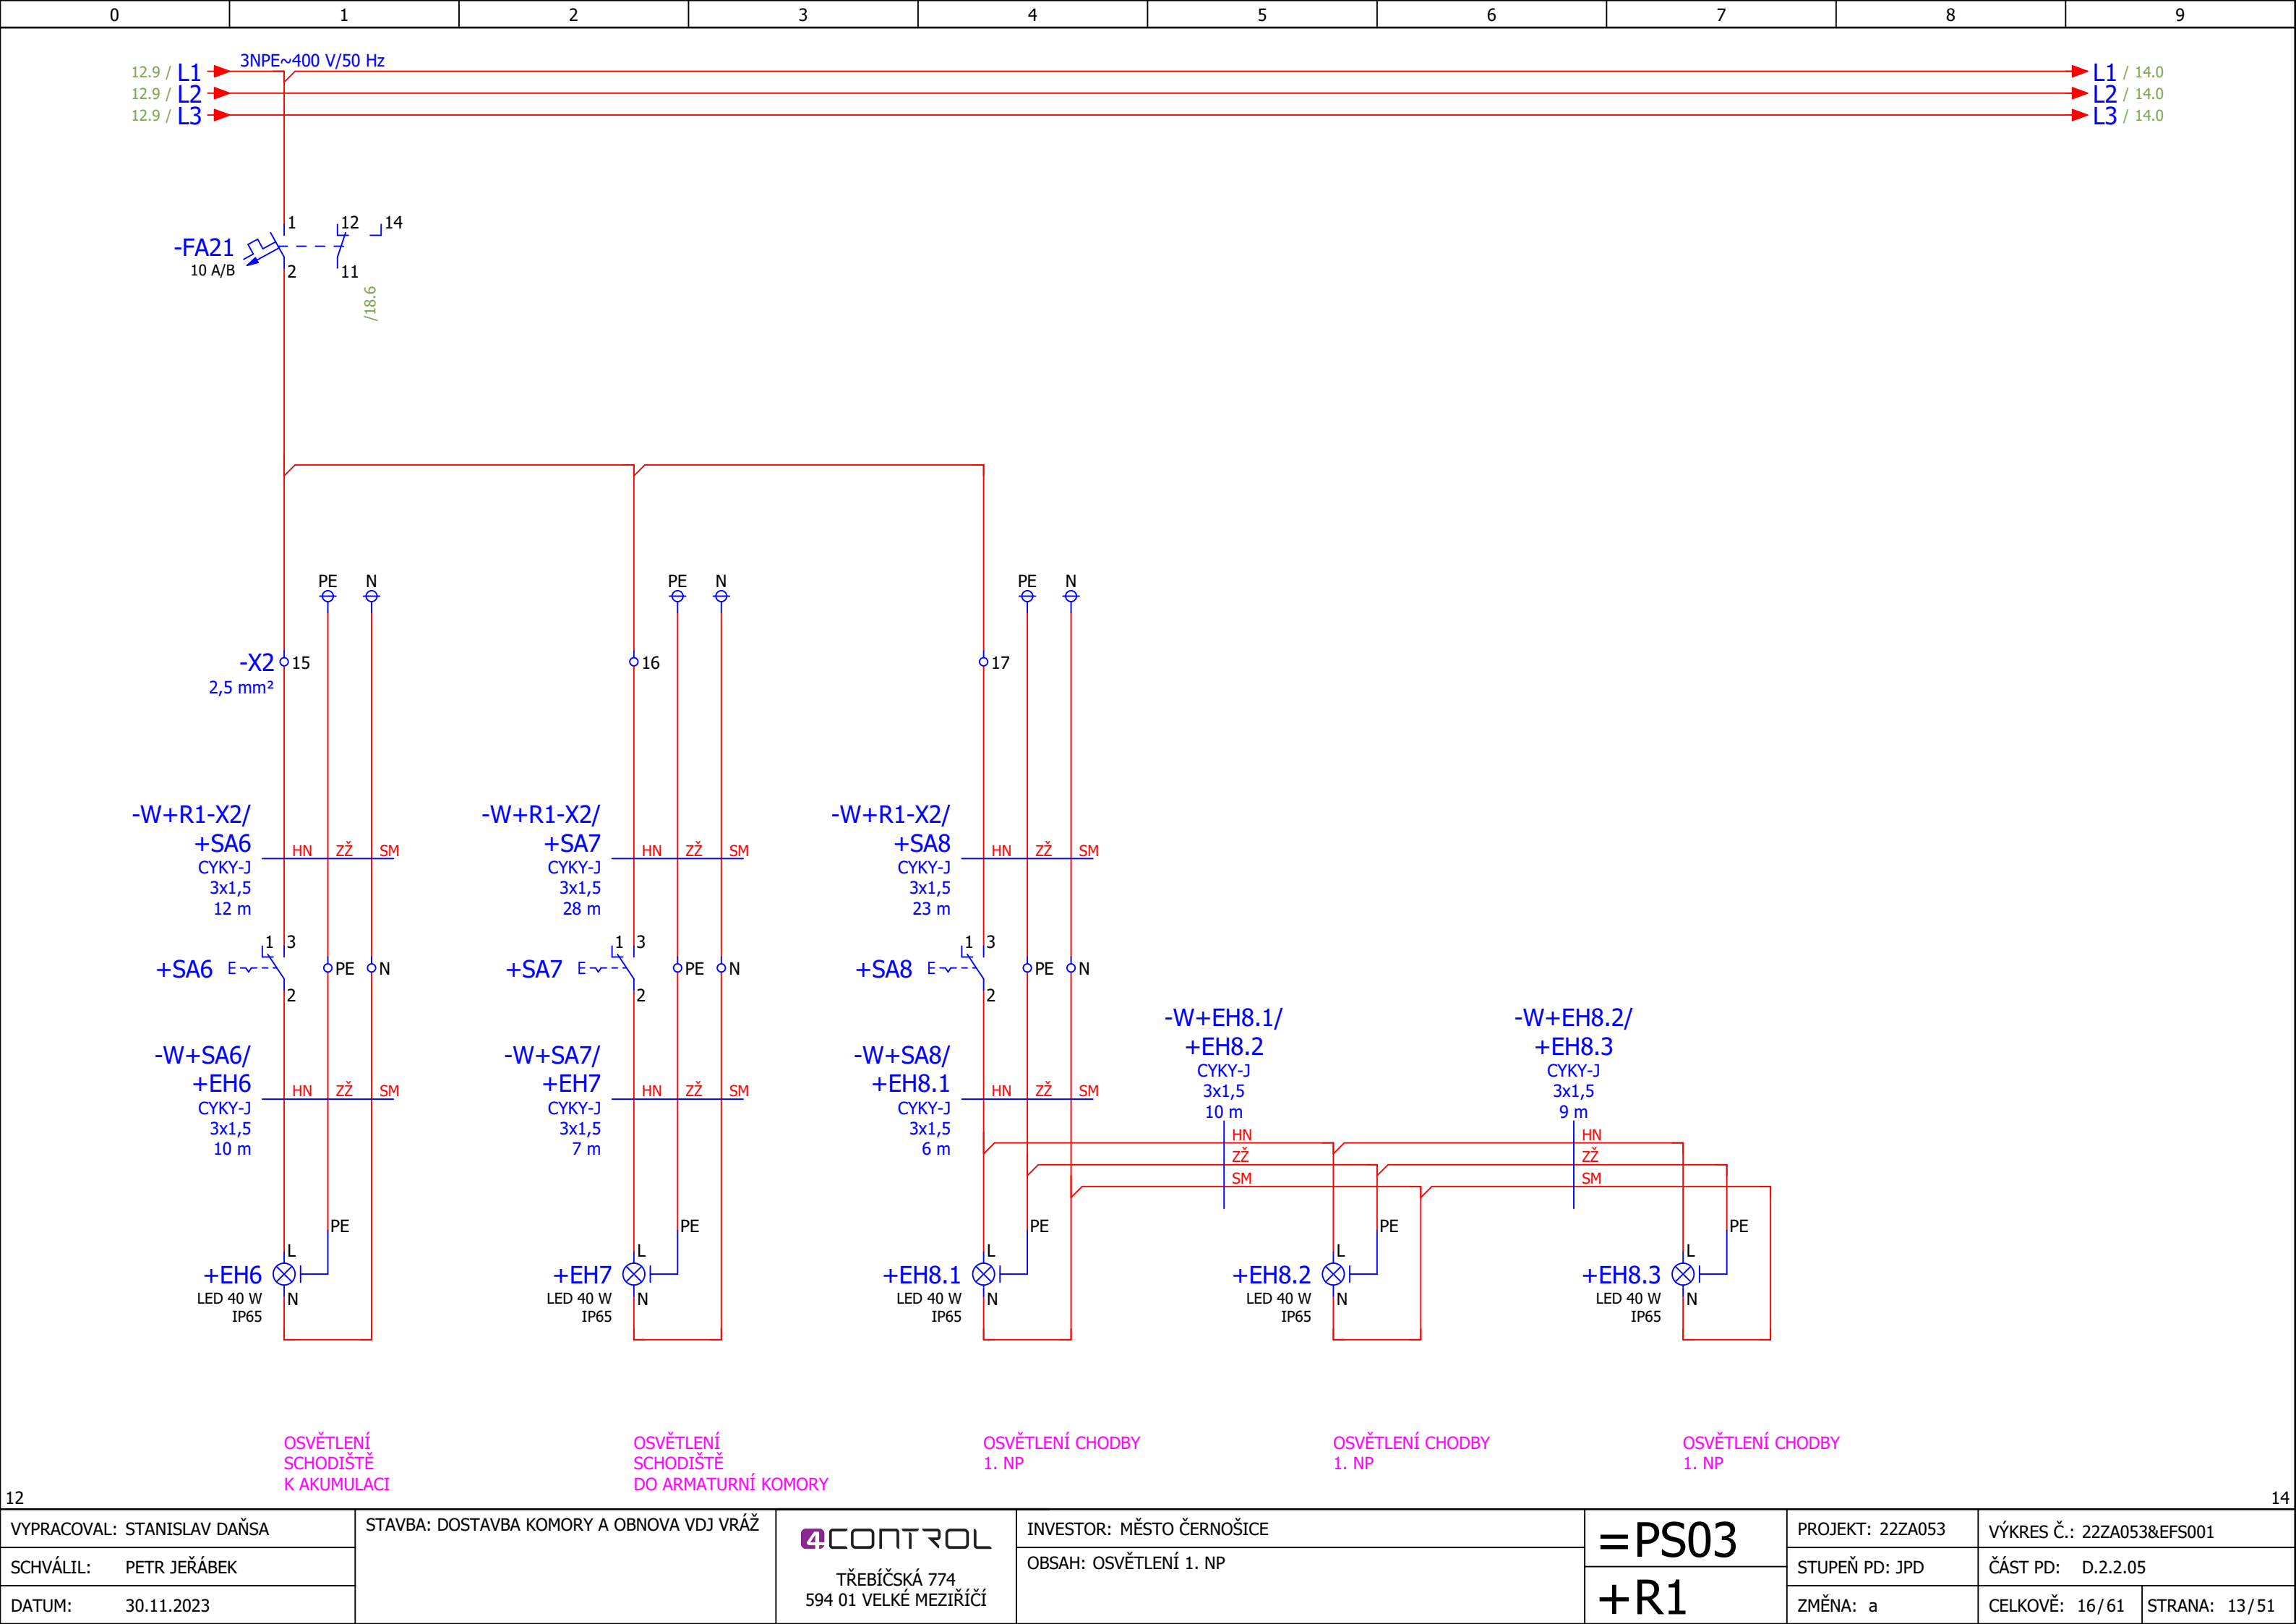 0 1 2 3 4 5 6 7 8 9
3NPE~400 V/50 Hz
12.9 / L1 L1 / 14.0
12.9 / L2 L2 / 14.0
12.9 / L3 L3 / 14.0
1 12 14
-FA21
10 A/B
2 11
/18.6
PE N PE N PE N
-X2 15 16 17
2,5 mm²
-W+R1-X2/ -W+R1-X2/ -W+R1-X2/
+SA6 HN ZŽ SM +SA7 HN ZŽ SM +SA8 HN ZŽ SM
CYKY-J CYKY-J CYKY-J
3x1,5 3x1,5 3x1,5
12 m 28 m 23 m
1 3 1 3 1 3
+SA6 E PE N +SA7 E PE N +SA8 E PE N
2 2 2
-W+EH8.1/ -W+EH8.2/
+EH8.2 +EH8.3
CYKY-J CYKY-J
3x1,5 3x1,5
10 m 9 m
-W+SA6/ -W+SA7/ -W+SA8/
+EH6 HN ZŽ SM +EH7 HN ZŽ SM +EH8.1 HN ZŽ SM
CYKY-J CYKY-J CYKY-J
3x1,5 3x1,5 3x1,5
10 m 7 m 6 m
HN HN
ZŽ ZŽ
SM SM
PE PE PE PE PE
L L L L L
+EH6 +EH7 +EH8.1 +EH8.2 +EH8.3
LED 40 W N LED 40 W N LED 40 W N LED 40 W N LED 40 W N
IP65 IP65 IP65 IP65 IP65
OSVĚTLENÍ
SCHODIŠTĚ
K AKUMULACI
OSVĚTLENÍ
SCHODIŠTĚ
DO ARMATURNÍ KOMORY
OSVĚTLENÍ CHODBY
1. NP
OSVĚTLENÍ CHODBY
1. NP
OSVĚTLENÍ CHODBY
1. NP
12 14
VYPRACOVAL: STANISLAV DAŇSA
SCHVÁLIL: PETR JEŘÁBEK
DATUM: 30.11.2023
STAVBA: DOSTAVBA KOMORY A OBNOVA VDJ VRÁŽ
4CONTROL
TŘEBÍČSKÁ 774
594 01 VELKÉ MEZIŘÍČÍ
INVESTOR: MĚSTO ČERNOŠICE
OBSAH: OSVĚTLENÍ 1. NP
=PS03
+R1
PROJEKT: 22ZA053
STUPEŇ PD: JPD
ZMĚNA: a
VÝKRES Č.: 22ZA053&EFS001
ČÁST PD: D.2.2.05
CELKOVĚ: 16/61 STRANA: 13/51